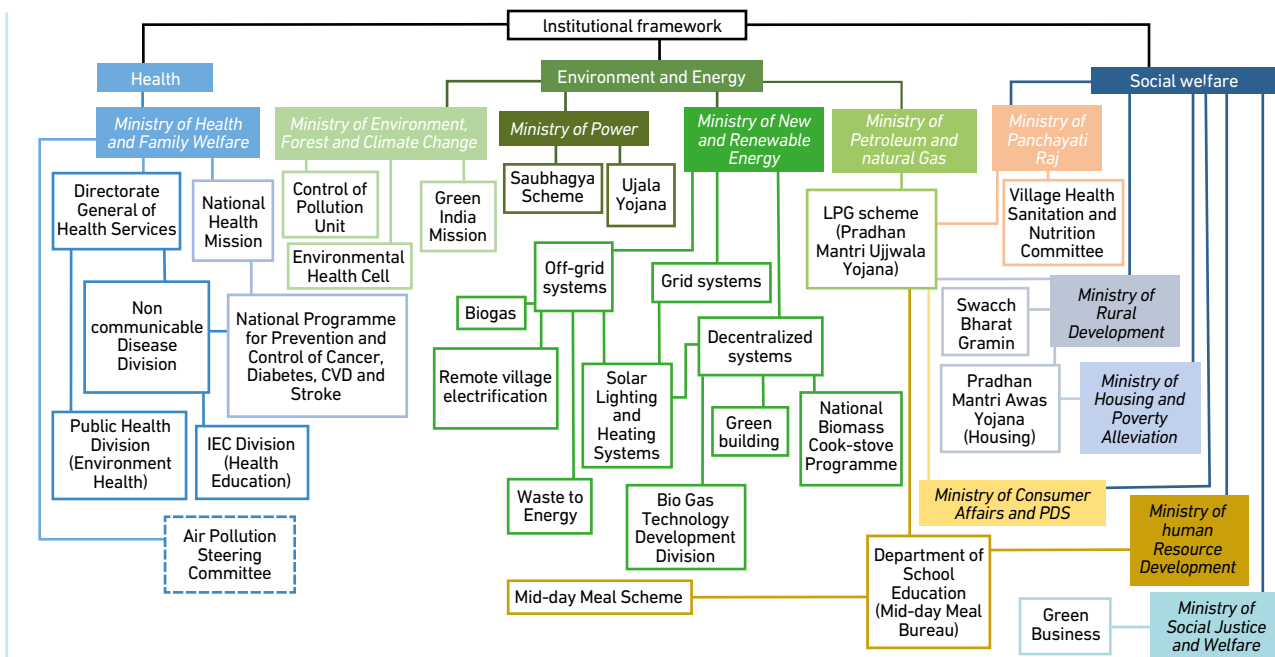 Institutional framework
Health
Environment and Energy
Social welfare
Ministry of Health
and Family Welfare
Ministry of Environment,
Forest and Climate Change
Ministry of Power
Ministry of New
and Renewable
Energy
Ministry of
Petroleum and
natural Gas
Ministry of
Panchayati
Raj
Directorate
General of
Health Services
National
Health
Mission
Control of
Pollution Unit
Environmental
Health Cell
Green
India
Mission
Saubhagya
Scheme
Ujala
Yojana
LPG scheme
(Pradhan
Mantri Ujjwala
Yojana)
Village Health
Sanitation and
Nutrition
Committee
Off-grid
systems
Grid systems
Biogas
Decentralized
systems
Swacch
Bharat
Gramin
Ministry of
Rural
Development
Non
communicable
Disease
Division
National Programme
for Prevention and
Control of Cancer,
Diabetes, CVD and
Stroke
Remote village
electrification
Solar
Lighting
and
Heating
Systems
Green
building
National
Biomass
Cook-stove
Programme
Pradhan
Mantri Awas
Yojana
(Housing)
Ministry of
Housing and
Poverty
Alleviation
Public Health
Division
(Environment
Health)
IEC Division
(Health
Education)
Waste to
Energy
Bio Gas
Technology
Development
Division
Ministry of Consumer
Affairs and PDS
Ministry of
human
Resource
Development
Air Pollution
Steering
Committee
Department of
School
Education
(Mid-day Meal
Bureau)
Mid-day Meal Scheme
Green
Business
Ministry of
Social Justice
and Welfare